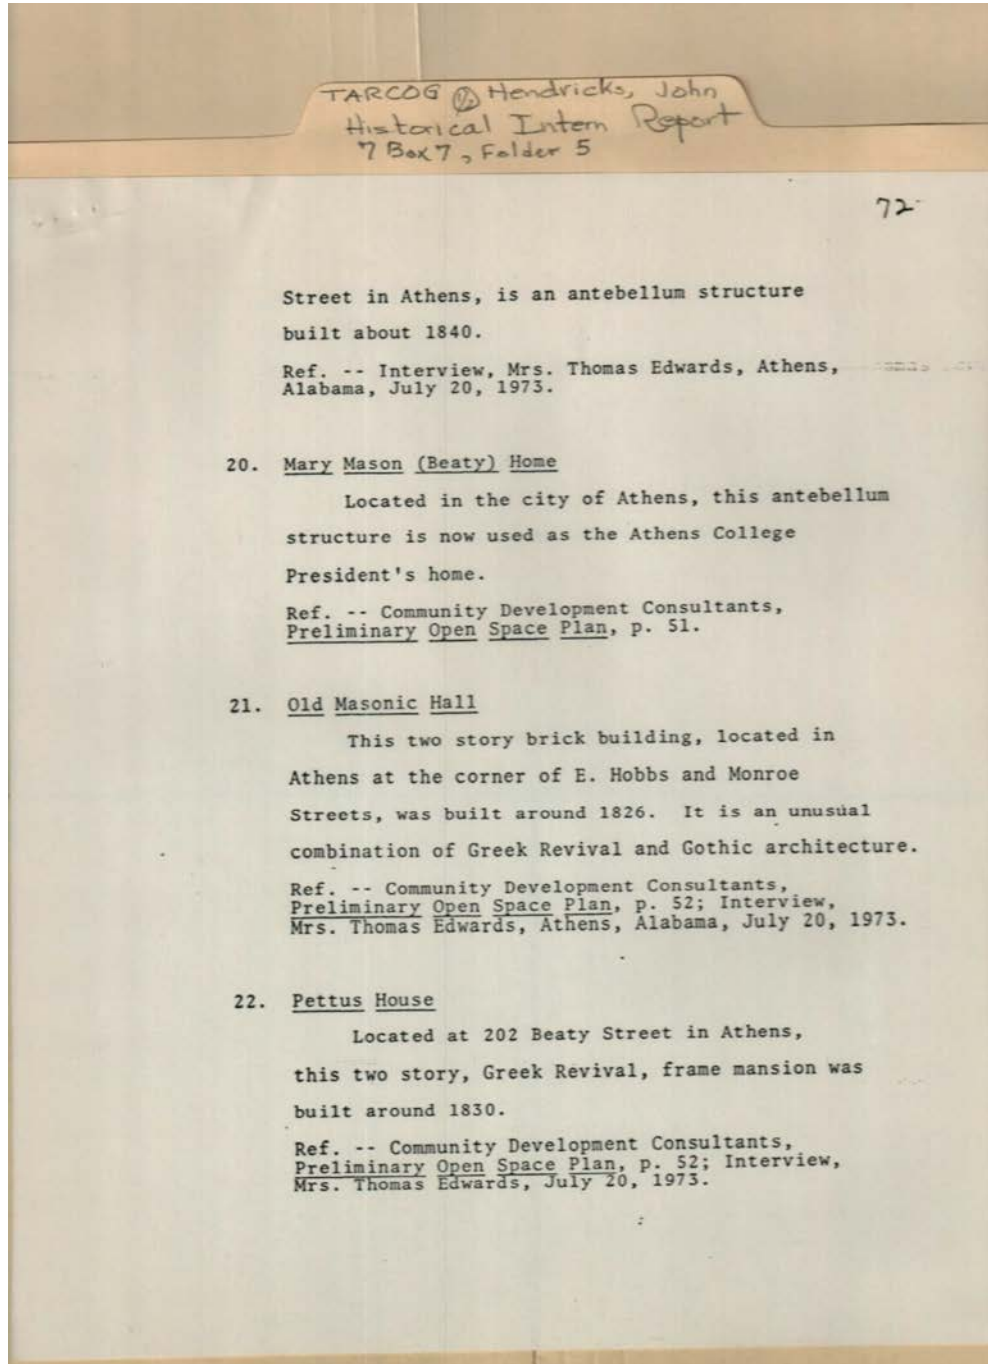 TARCOG Hendricks, John
Historical Intern Report
7 Box 7, Folder 5
72
Street in Athens, is an antebellum structure
built about 1840.
Ref. -- Interview, Mrs. Thomas Edwards, Athens,
Alabama, July 20, 1973.
20. Mary Mason (Beaty) Home
Located in the city of Athens, this antebellum
structure is now used as the Athens College
President's home.
Ref. -- Community Development Consultants,
Preliminary Open Space Plan, p. 51.
21. Old Masonic Hall
This two story brick building, located in
Athens at the corner of E. Hobbs and Monroe
Streets, was built around 1826. It is an unusual
combination of Greek Revival and Gothic architecture.
Ref. -- Community Development Consultants,
Preliminary Open Space Plan, p. 52; Interview,
Mrs. Thomas Edwards, Athens, Alabama, July 20, 1973.
22. Pettus House
Located at 202 Beaty Street in Athens,
this two story, Greek Revival, frame mansion was
built around 1830.
Ref. -- Community Development Consultants,
Preliminary Open Space Plan, p. 52; Interview,
Mrs. Thomas Edwards, July 20, 1973.